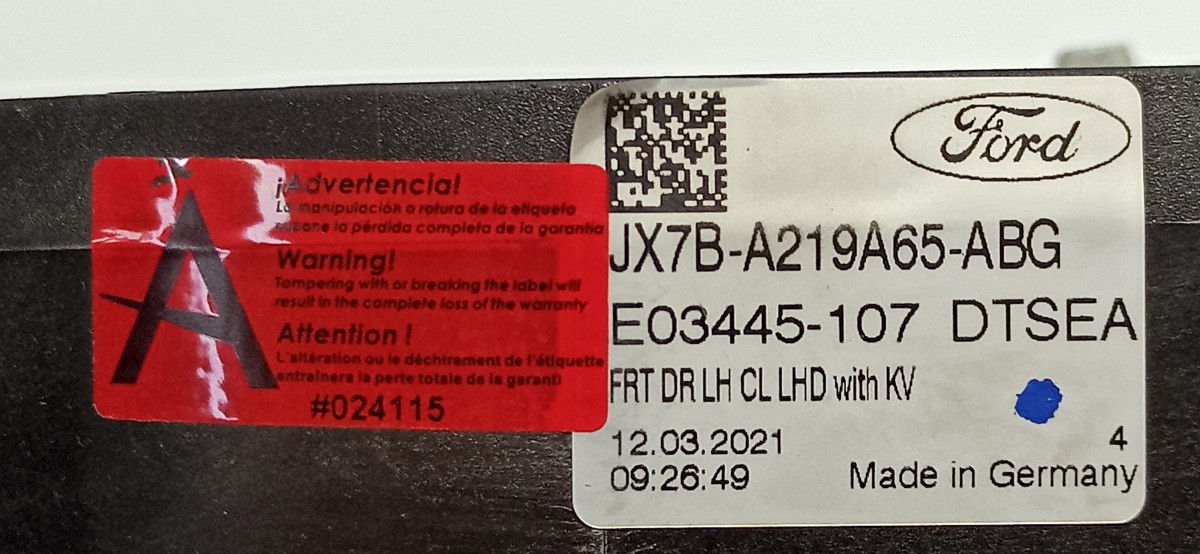 ¡Advertencia!
La manipulación o rotura de la etiqueta
supone la pérdida completa de la garantía
Warning!
Tampering with or breaking the label will
result in the complete loss of the warranty
Attention !
L'altération ou le déchirement de l'étiquette
entraînera la perte totale de la garanti
#024115
Ford
JX7B-A219A65-ABG
E03445-107 DTSEA
FRT DR LH CL LHD with KV
12.03.2021 4
09:26:49 Made in Germany